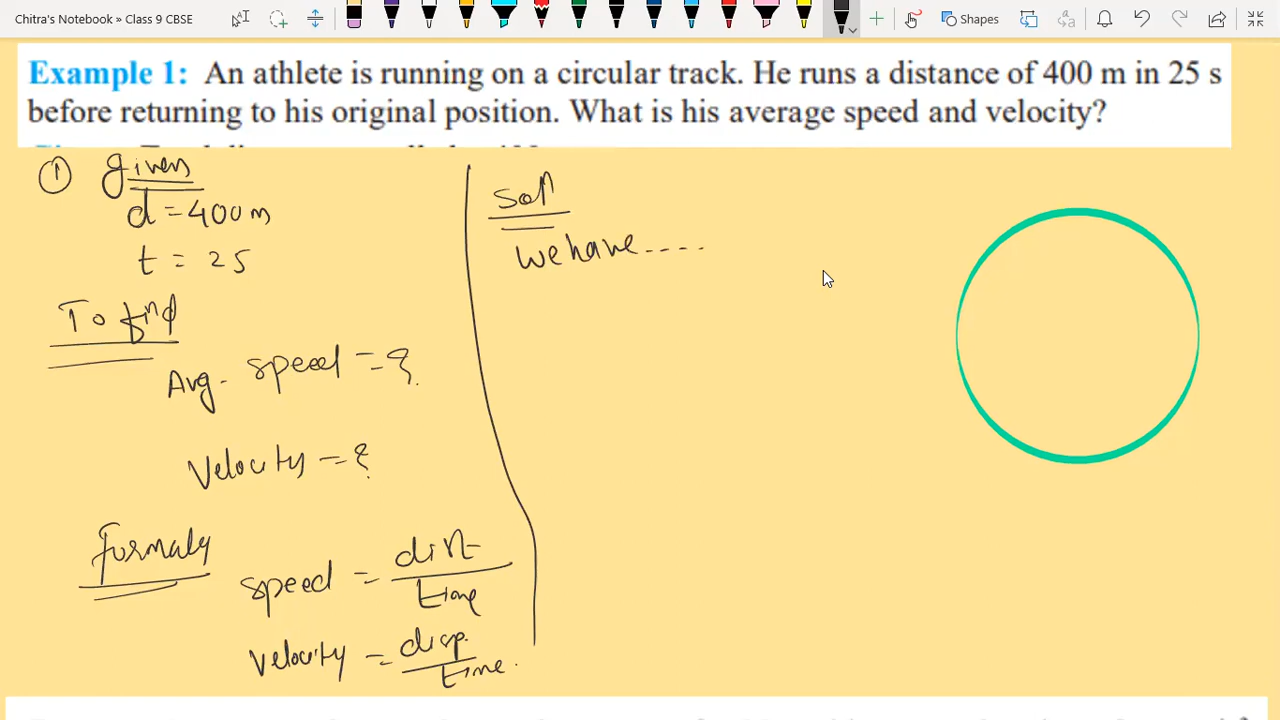 Chitra's Notebook » Class 9 CBSE
Shapes
Example 1: An athlete is running on a circular track. He runs a distance of 400 m in 25 s
before returning to his original position. What is his average speed and velocity?
① given
d = 400 m
t = 25
To find
Avg. speed = ?
Velocity = ?
formaly
speed = dist / time
velocity = disp. / time.
Soln
we have....